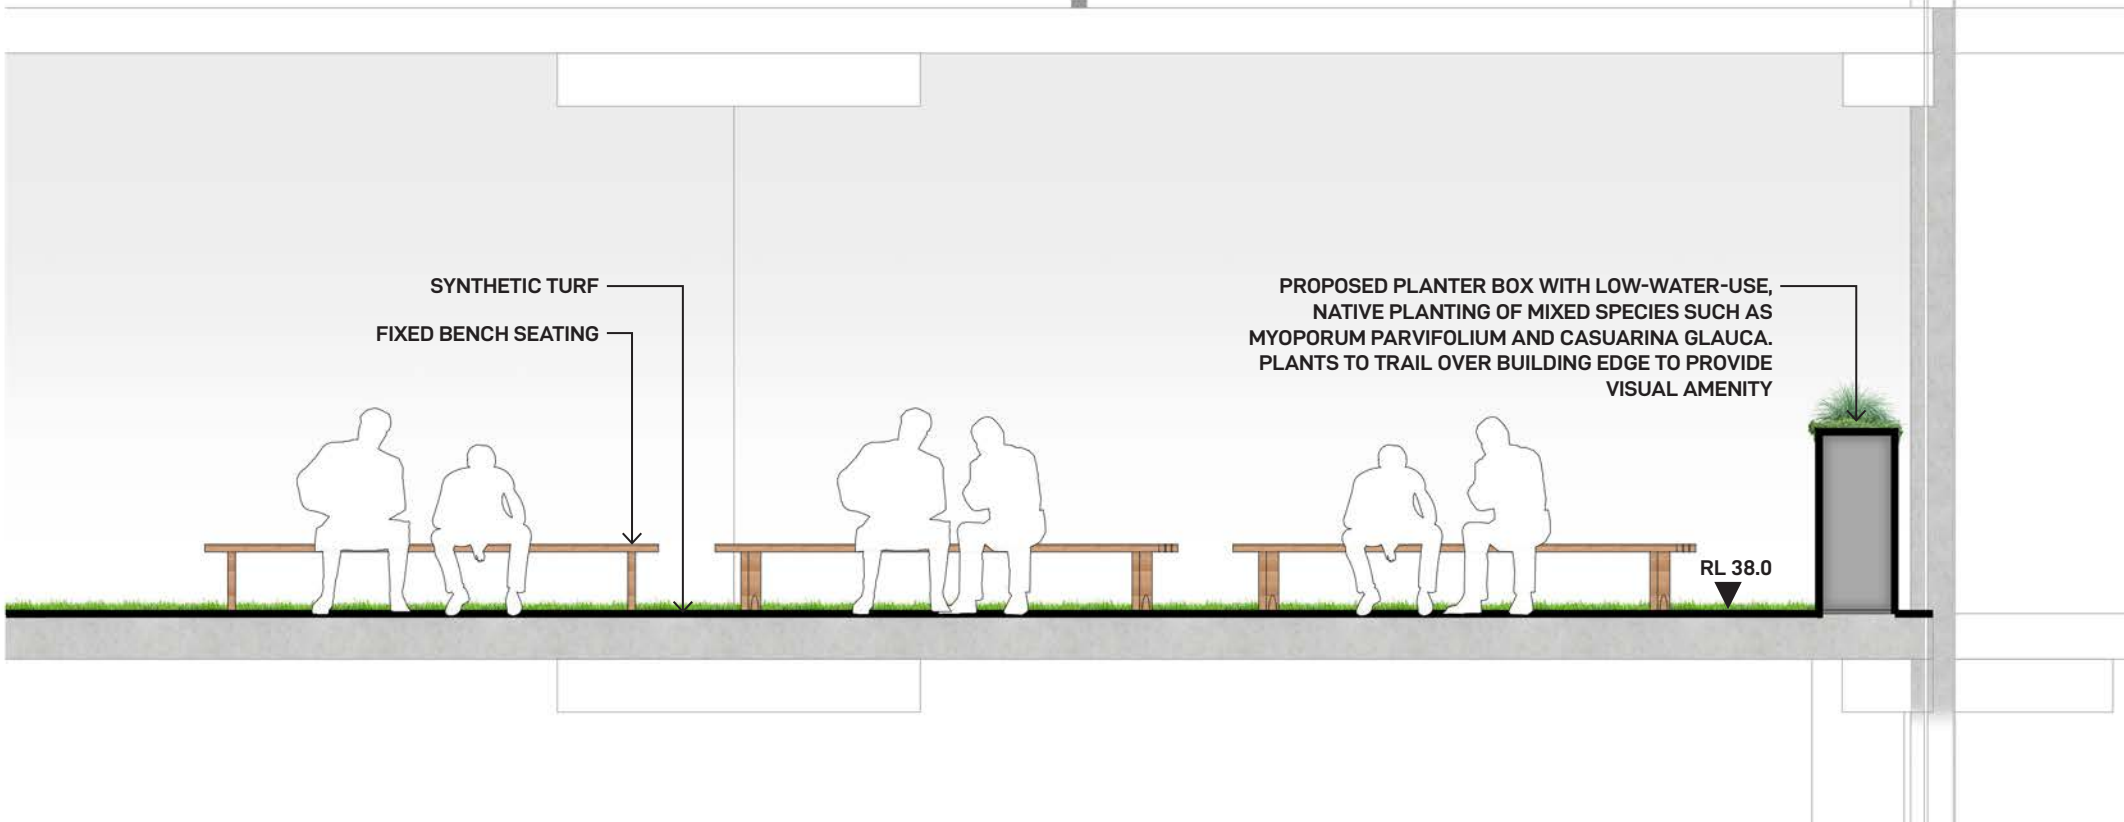 SYNTHETIC TURF
FIXED BENCH SEATING
PROPOSED PLANTER BOX WITH LOW-WATER-USE,
NATIVE PLANTING OF MIXED SPECIES SUCH AS
MYOPORUM PARVIFOLIUM AND CASUARINA GLAUCA.
PLANTS TO TRAIL OVER BUILDING EDGE TO PROVIDE
VISUAL AMENITY
RL 38.0